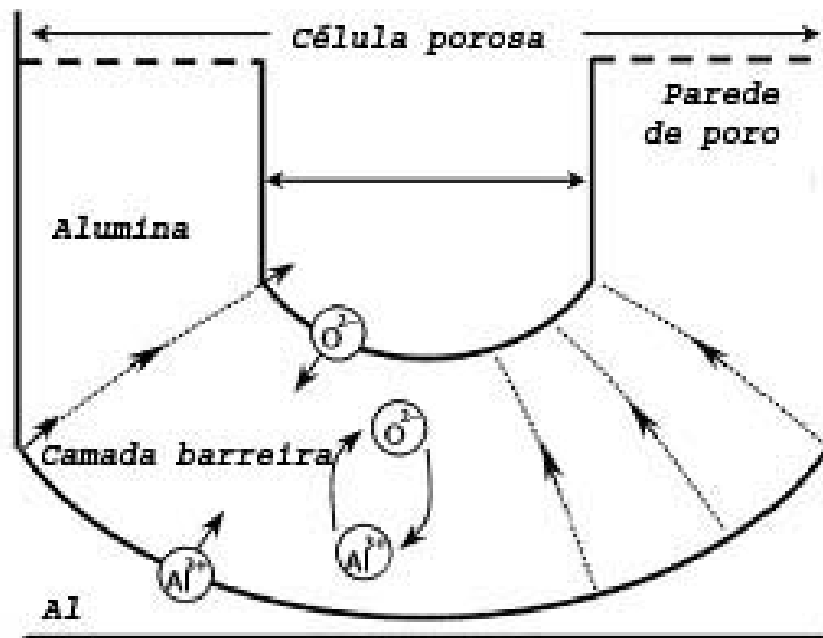 Célula porosa
Parede
de poro
Alumina
O²⁻
Camada barreira
O²⁻
Al³⁺
Al³⁺
Al